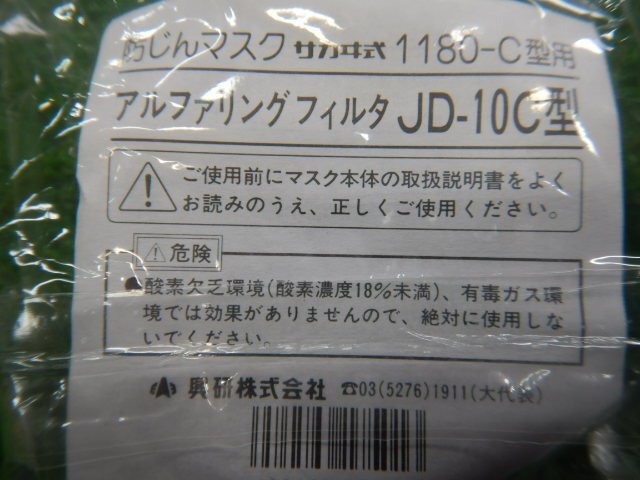 防じんマスク サカヰ式 1180-C型用
アルファリングフィルタ JD-10C型
ご使用前にマスク本体の取扱説明書をよく
お読みのうえ、正しくご使用ください。
⚠危険
●酸素欠乏環境(酸素濃度18%未満)、有毒ガス環
境では効果がありませんので、絶対に使用しな
いでください。
興研株式会社 ☎03(5276)1911(大代表)